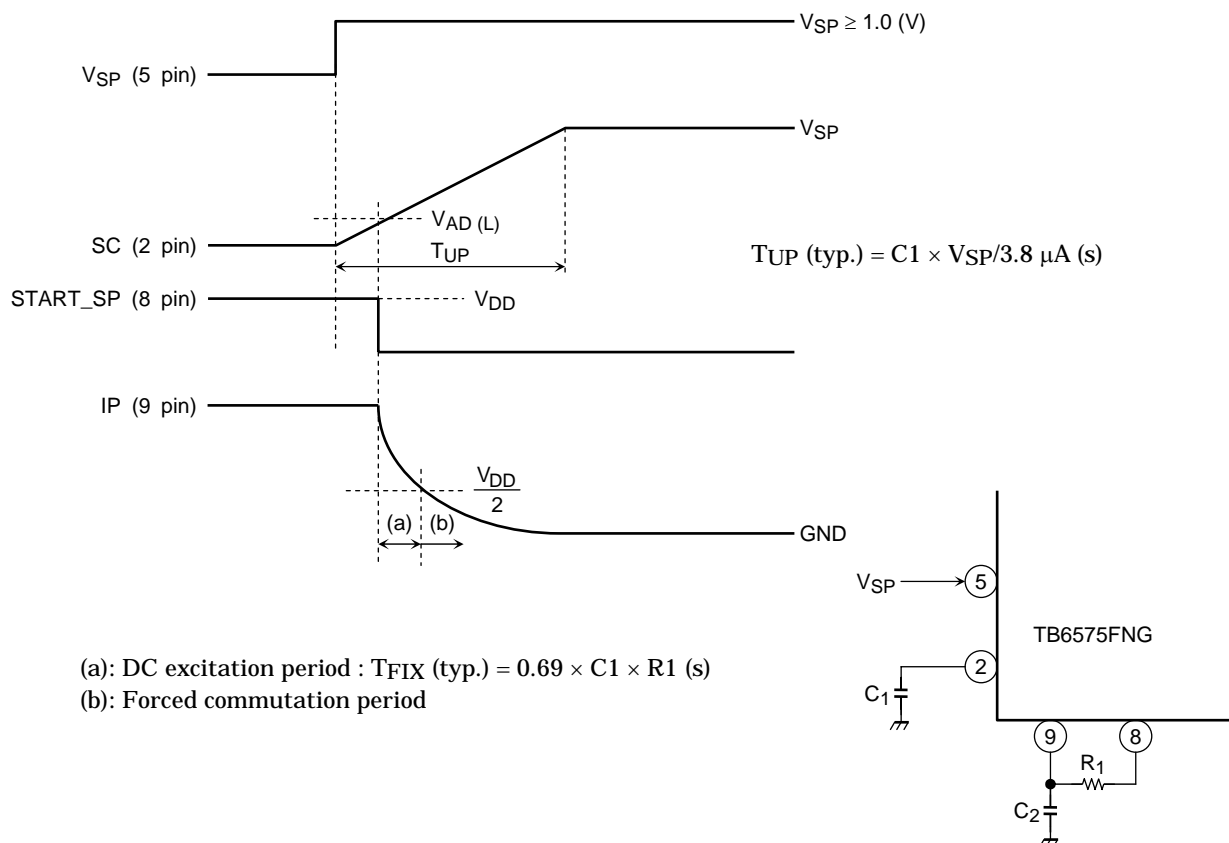 VSP ≥ 1.0 (V)
VSP (5 pin)
VSP
VAD (L)
SC (2 pin)
TUP
TUP (typ.) = C1 × VSP/3.8 μA (s)
START_SP (8 pin)
VDD
IP (9 pin)
VDD
2
(a) (b)
GND
VSP
5
TB6575FNG
(a): DC excitation period : TFIX (typ.) = 0.69 × C1 × R1 (s)
(b): Forced commutation period
2
C1
9
8
R1
C2